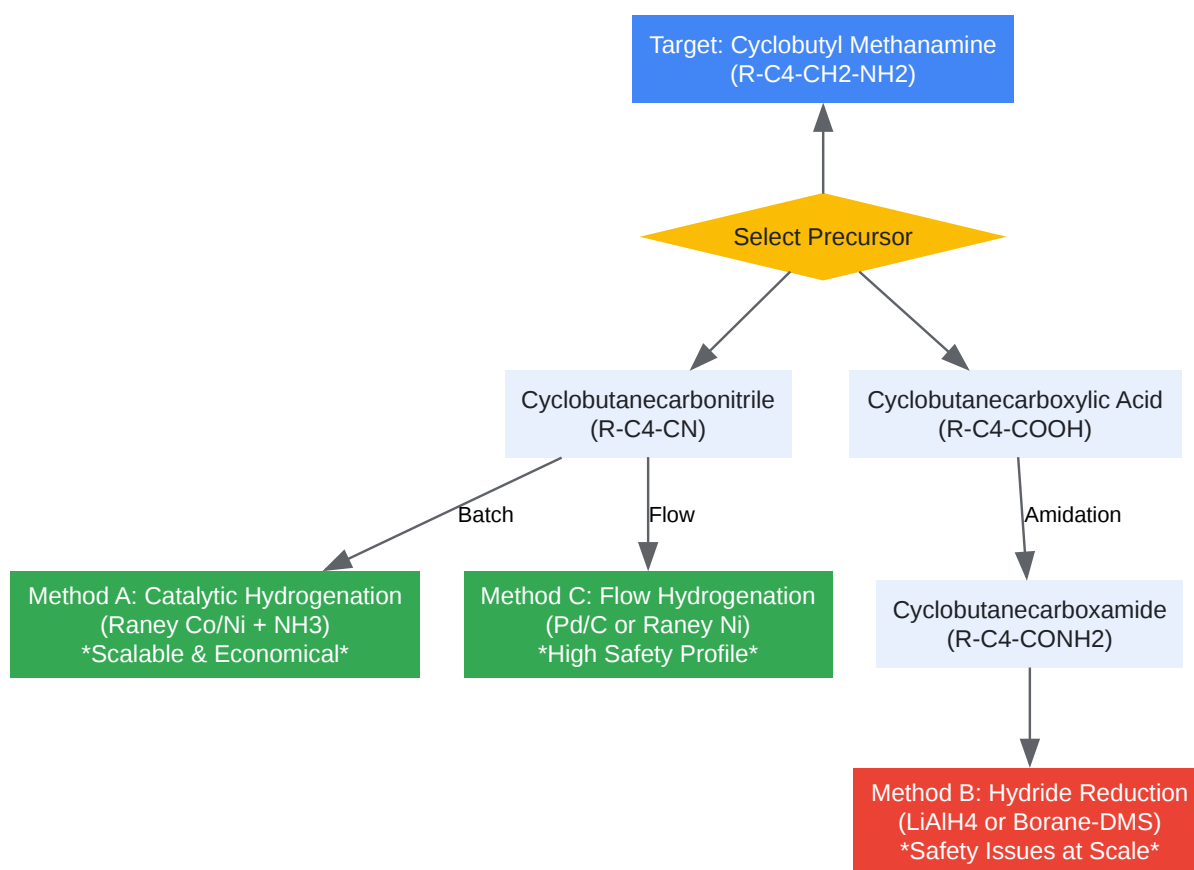 Target: Cyclobutyl Methanamine
(R-C4-CH2-NH2)
Select Precursor
Cyclobutanecarbonitrile
(R-C4-CN)
Cyclobutanecarboxylic Acid
(R-C4-COOH)
Batch
Flow
Amidation
Method A: Catalytic Hydrogenation
(Raney Co/Ni + NH3)
*Scalable & Economical*
Method C: Flow Hydrogenation
(Pd/C or Raney Ni)
*High Safety Profile*
Cyclobutanecarboxamide
(R-C4-CONH2)
Method B: Hydride Reduction
(LiAlH4 or Borane-DMS)
*Safety Issues at Scale*